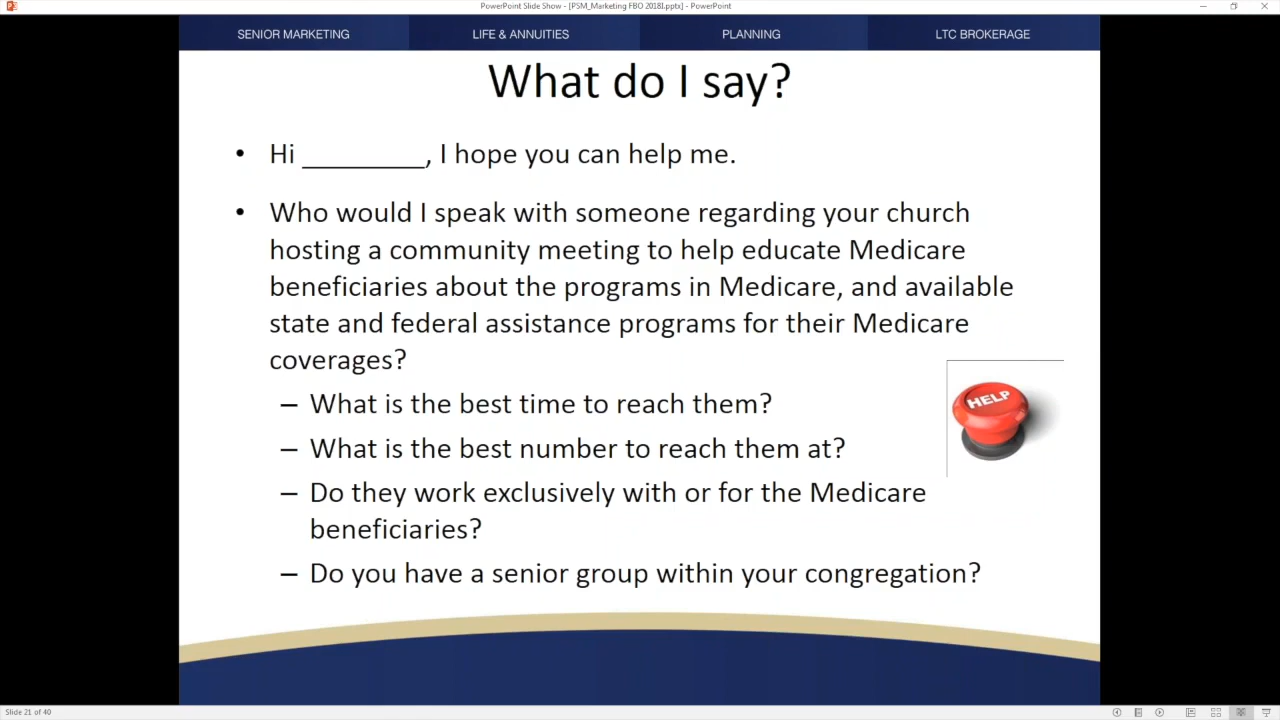 PowerPoint Slide Show - [PSM_Marketing FBO 2018].pptx] - PowerPoint
SENIOR MARKETING
LIFE & ANNUITIES
PLANNING
LTC BROKERAGE
What do I say?
• Hi _________, I hope you can help me.
• Who would I speak with someone regarding your church
hosting a community meeting to help educate Medicare
beneficiaries about the programs in Medicare, and available
state and federal assistance programs for their Medicare
coverages?
– What is the best time to reach them?
– What is the best number to reach them at?
– Do they work exclusively with or for the Medicare
beneficiaries?
– Do you have a senior group within your congregation?
HELP
Slide 21 of 40